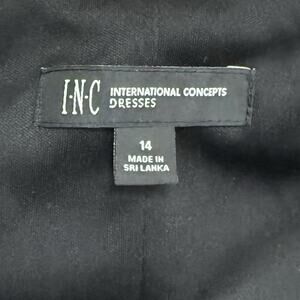 I·N·C INTERNATIONAL CONCEPTS
DRESSES
14
MADE IN
SRI LANKA